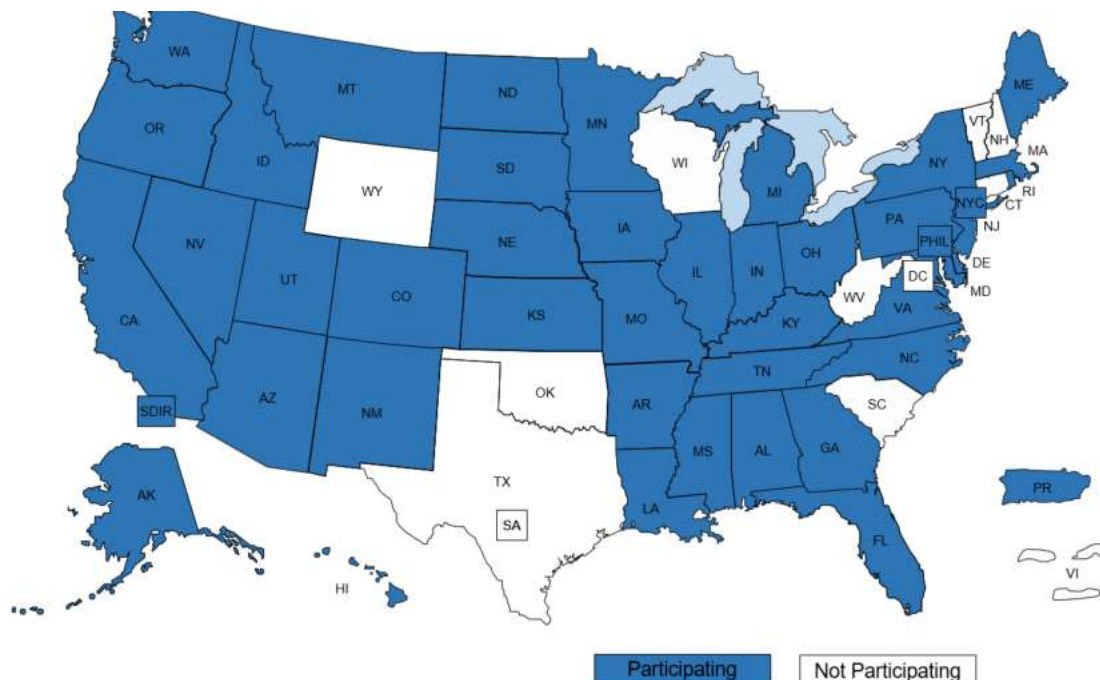 WA
MT
ND
MN
ME
VT
NH
OR
ID
SD
WI
NY
MA
WY
MI
RI
CT
NYC
NJ
IA
PA
NE
PHIL
NV
UT
IL
IN
OH
DE
DC
MD
CO
WV
VA
CA
KS
MO
KY
NC
TN
OK
SC
AZ
NM
AR
SDIR
MS
AL
GA
TX
SA
LA
AK
PR
FL
HI
VI
Participating
Not Participating